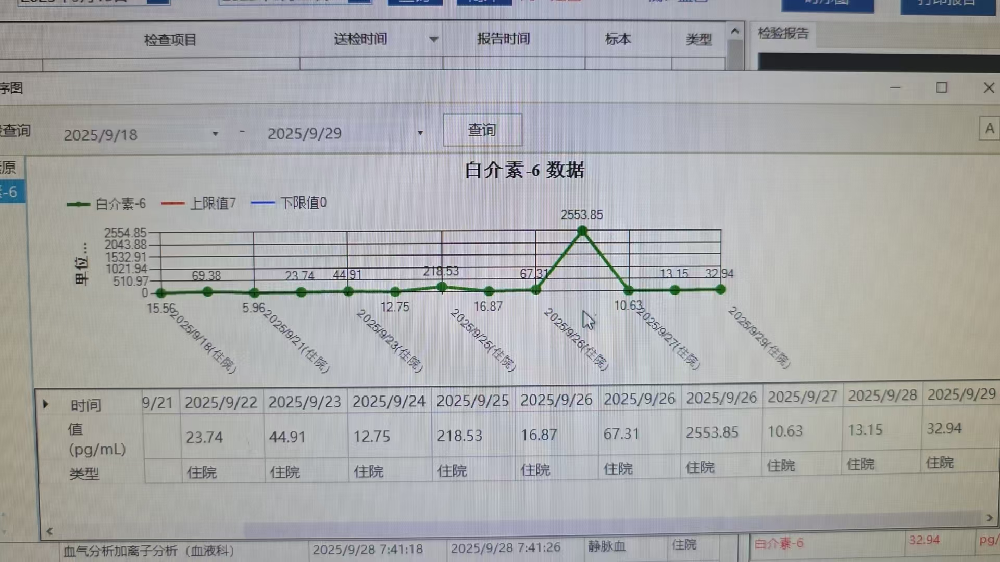 检查项目 送检时间 报告时间 标本 类型 检验报告
序图
查询 2025/9/18 - 2025/9/29 查询 A
原
-6
白介素-6 数据
白介素-6 上限值7 下限值0
2553.85
单位...
2554.85
2043.88
1532.91
1021.94
510.97
0
69.38 23.74 44.91 218.53 67.31 13.15 32.94
15.56 5.96 12.75 16.87 10.63
2025/9/18(住院) 2025/9/21(住院) 2025/9/23(住院) 2025/9/25(住院) 2025/9/26(住院) 2025/9/27(住院) 2025/9/29(住院)
时间 9/21 2025/9/22 2025/9/23 2025/9/24 2025/9/25 2025/9/26 2025/9/26 2025/9/26 2025/9/27 2025/9/28 2025/9/29
值
(pg/mL) 23.74 44.91 12.75 218.53 16.87 67.31 2553.85 10.63 13.15 32.94
类型 住院 住院 住院 住院 住院 住院 住院 住院 住院 住院
血气分析加离子分析（血液科） 2025/9/28 7:41:18 2025/9/28 7:41:26 静脉血 住院 白介素-6 32.94 pg/